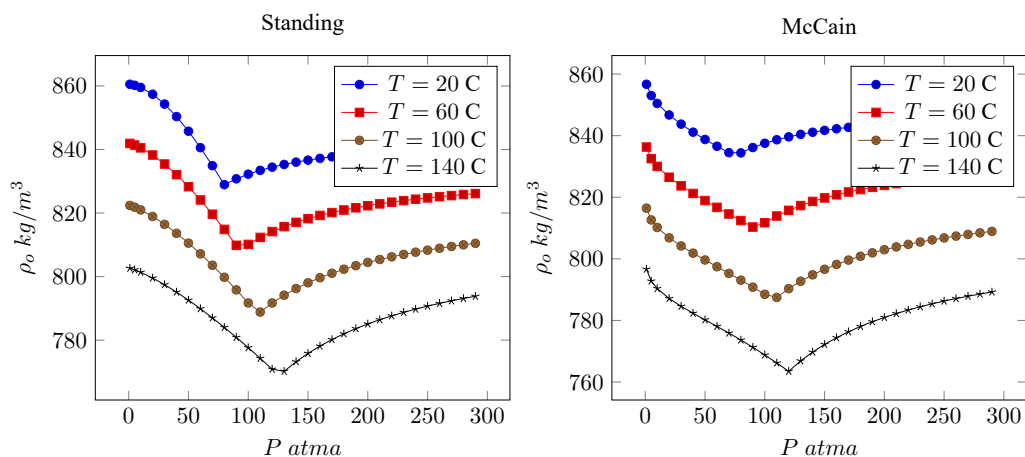 Standing
860
840
820
800
780
0
50
100
150
200
250
300
P atma
ρₒ kg/m³
T = 20 C
T = 60 C
T = 100 C
T = 140 C
McCain
860
840
820
800
780
760
0
50
100
150
200
250
300
P atma
ρₒ kg/m³
T = 20 C
T = 60 C
T = 100 C
T = 140 C